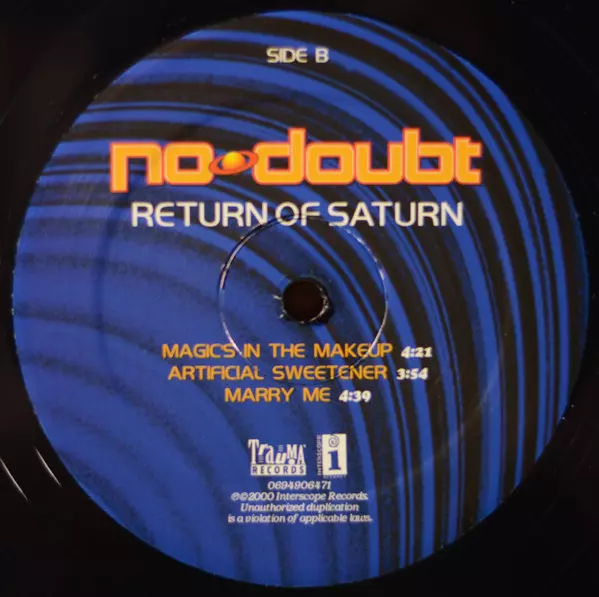 SIDE B
no doubt
RETURN OF SATURN
MAGIC'S IN THE MAKEUP 4:21
ARTIFICIAL SWEETENER 3:54
MARRY ME 4:39
TRAUMA
RECORDS
INTERSCOPE
i
0694906471
℗©2000 Interscope Records.
Unauthorized duplication
is a violation of applicable laws.